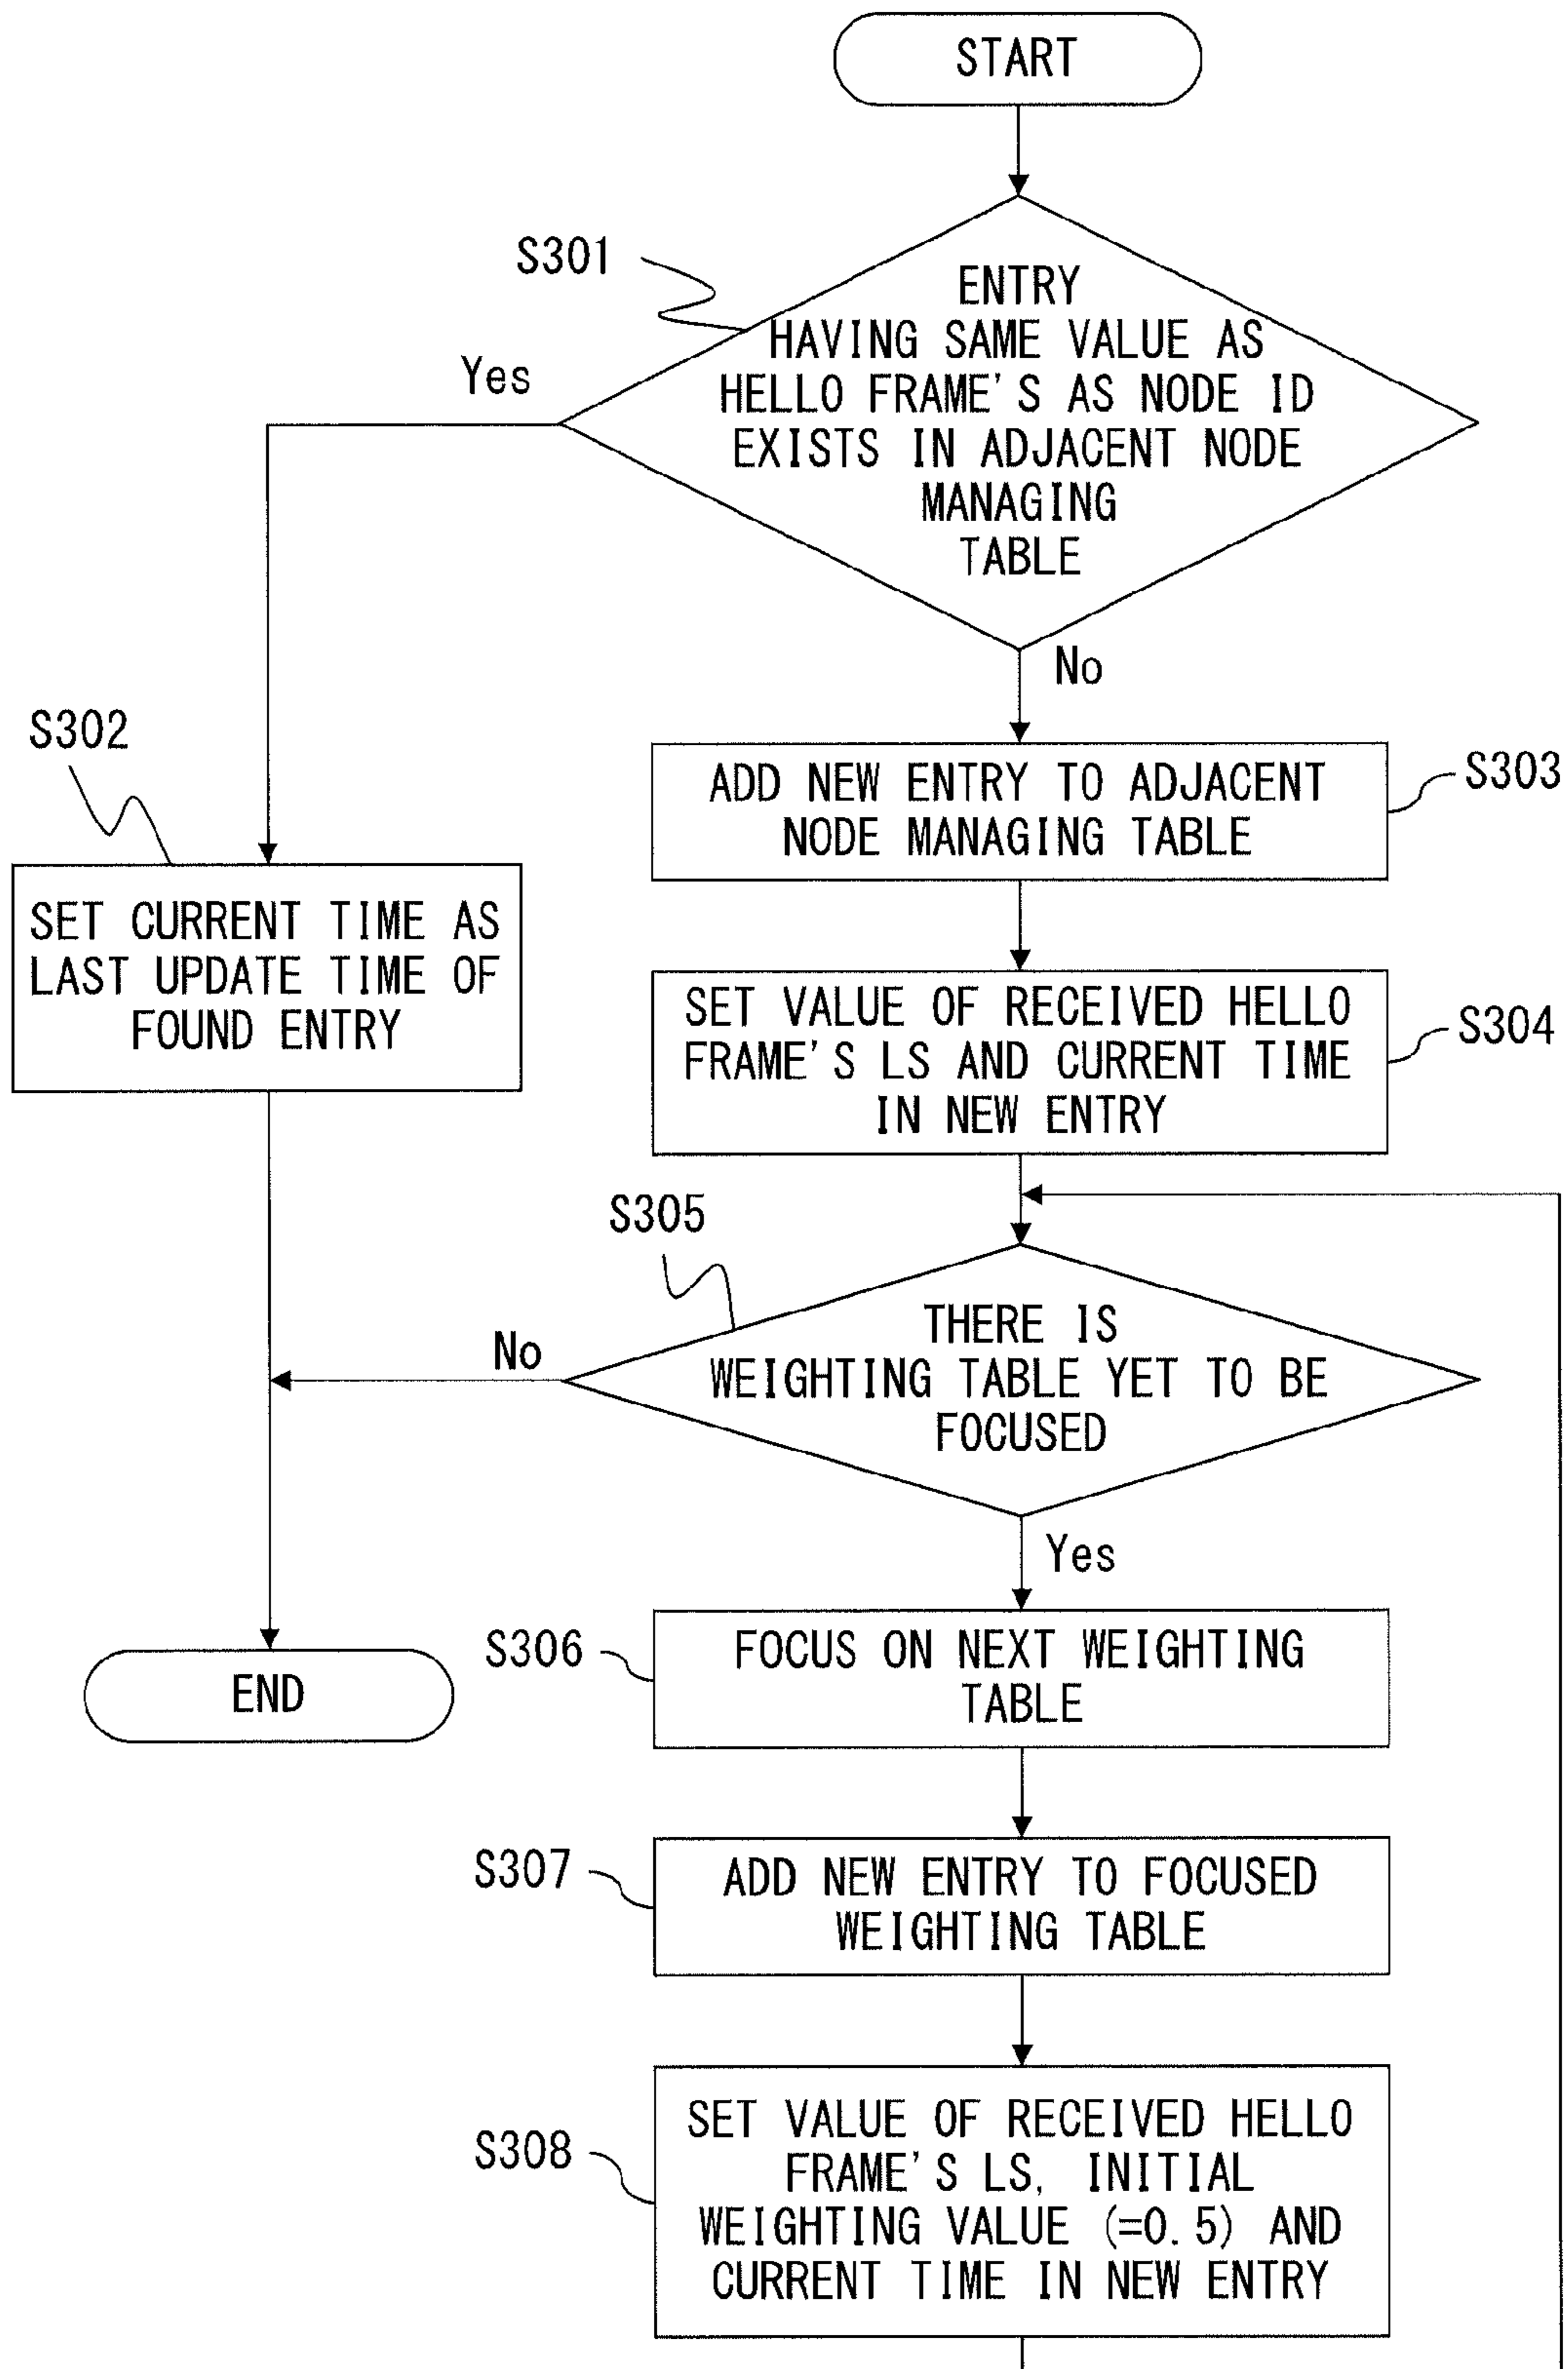 START
S301
ENTRY
HAVING SAME VALUE AS
HELLO FRAME'S AS NODE ID
EXISTS IN ADJACENT NODE
MANAGING
TABLE
Yes
No
S302
SET CURRENT TIME AS
LAST UPDATE TIME OF
FOUND ENTRY
ADD NEW ENTRY TO ADJACENT
NODE MANAGING TABLE
S303
SET VALUE OF RECEIVED HELLO
FRAME'S LS AND CURRENT TIME
IN NEW ENTRY
S304
S305
THERE IS
WEIGHTING TABLE YET TO BE
FOCUSED
No
Yes
END
S306
FOCUS ON NEXT WEIGHTING
TABLE
S307
ADD NEW ENTRY TO FOCUSED
WEIGHTING TABLE
S308
SET VALUE OF RECEIVED HELLO
FRAME'S LS, INITIAL
WEIGHTING VALUE (=0.5) AND
CURRENT TIME IN NEW ENTRY